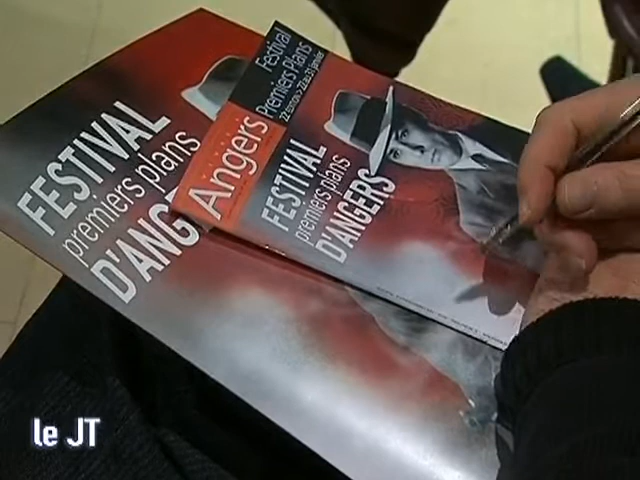 FESTIVAL
premiers plans
D'ANG
Angers
Festival
Premiers Plans
FESTIVAL
premiers plans
D'ANGERS
le JT